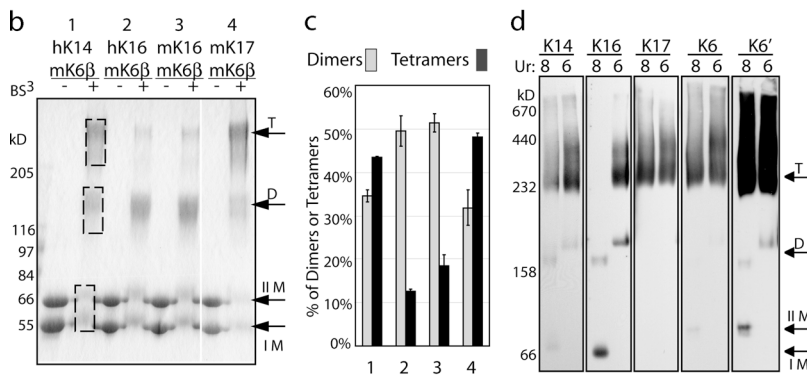 b
1 2 3 4
hK14 hK16 mK16 mK17
mK6β mK6β mK6β mK6β
BS3 - + - + - + - +
kD
T
205
D
116
97
84
66 II M
55 I M
c
Dimers Tetramers
% of Dimers or Tetramers
60%
50%
40%
30%
20%
10%
0%
1 2 3 4
d
K14 K16 K17 K6 K6′
Ur: 8 6 8 6 8 6 8 6 8 6
kD
670
440
T
232
D
158
II M
66
I M